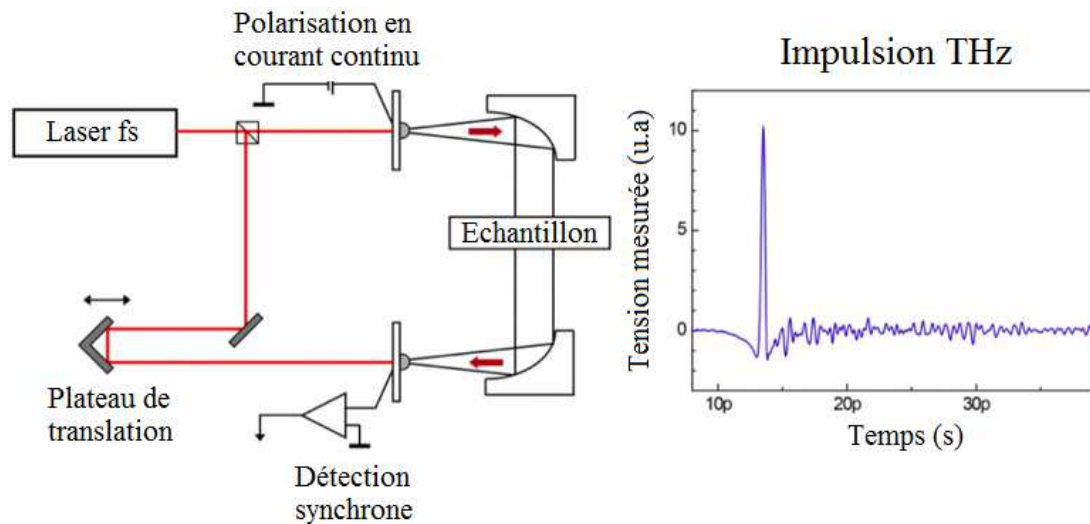 Polarisation en
courant continu
Laser fs
Echantillon
Plateau de
translation
Détection
synchrone
Impulsion THz
Tension mesurée (u.a)
10
5
0
10p
20p
30p
Temps (s)